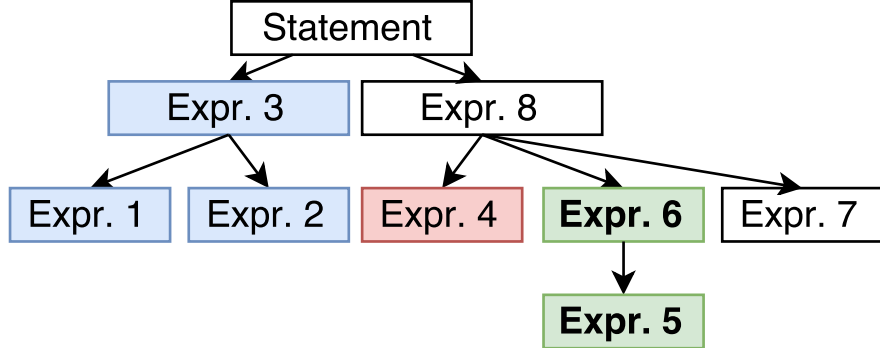 Statement
Expr. 3
Expr. 8
Expr. 1
Expr. 2
Expr. 4
Expr. 6
Expr. 7
Expr. 5